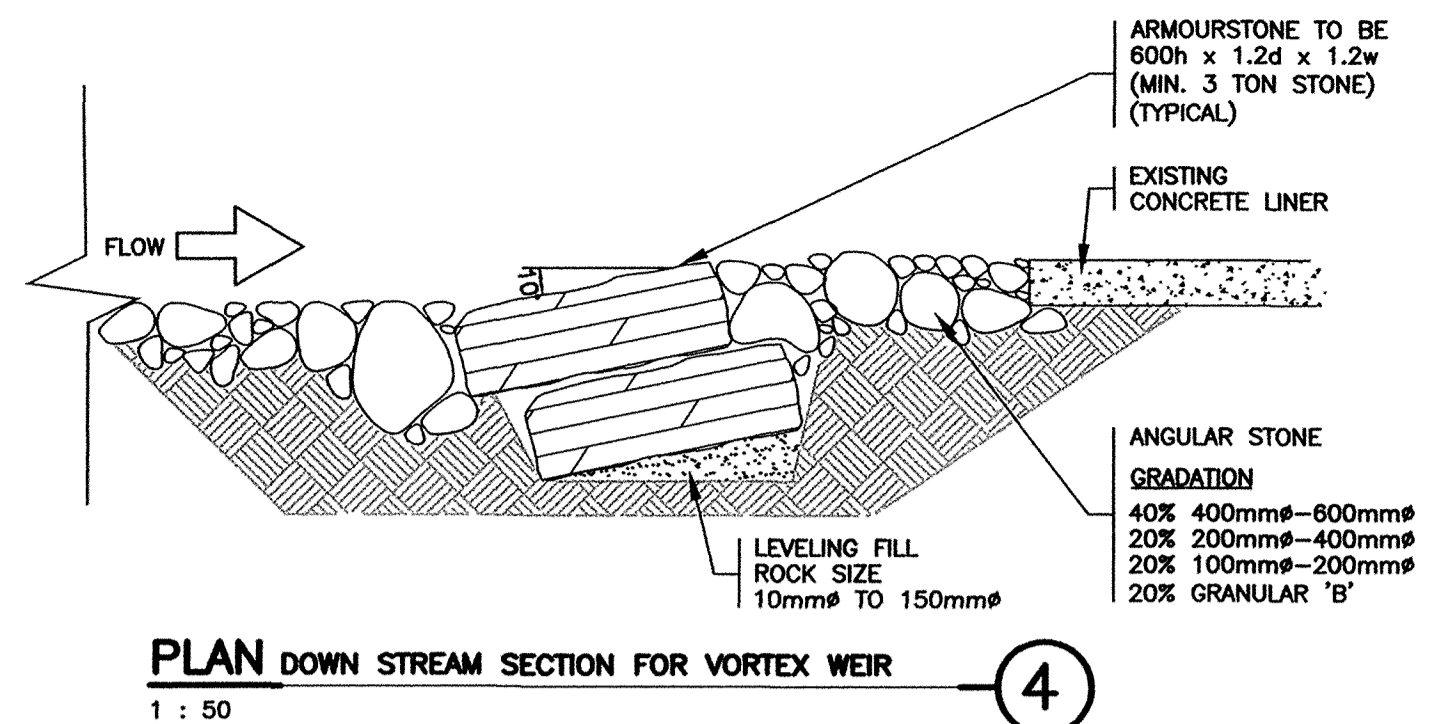 ARMOURSTONE TO BE
600h x 1.2d x 1.2w
(MIN. 3 TON STONE)
(TYPICAL)
EXISTING
CONCRETE LINER
FLOW
10
ANGULAR STONE
GRADATION
40% 400mmø-600mmø
20% 200mmø-400mmø
20% 100mmø-200mmø
20% GRANULAR 'B'
LEVELING FILL
ROCK SIZE
10mmø TO 150mmø
PLAN DOWN STREAM SECTION FOR VORTEX WEIR
4
1 : 50